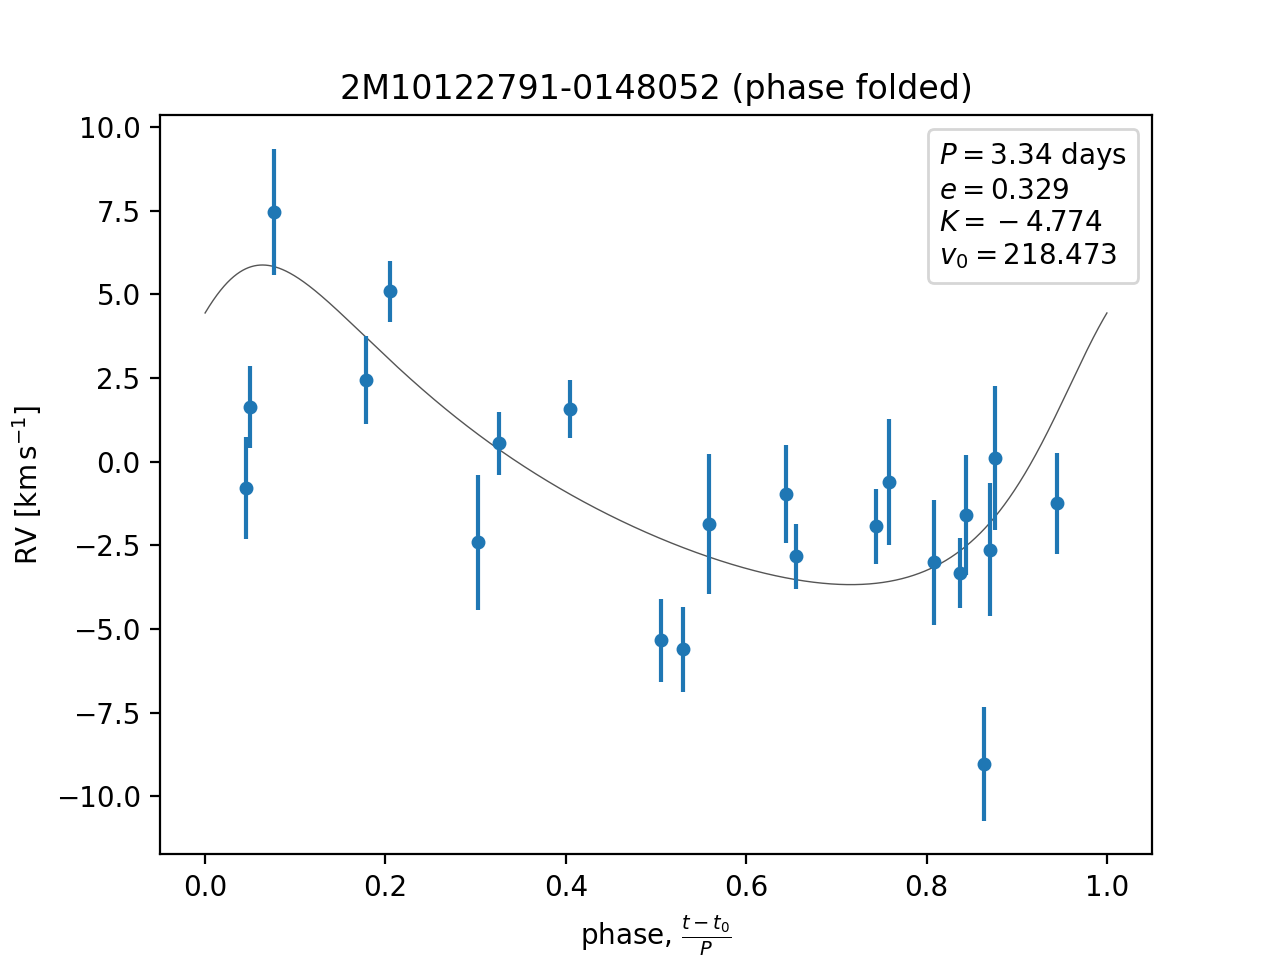 2M10122791-0148052 (phase folded)
P = 3.34 days
e = 0.329
K = −4.774
v₀ = 218.473
10.0
7.5
5.0
2.5
0.0
−2.5
−5.0
−7.5
−10.0
RV [km s⁻¹]
0.0 0.2 0.4 0.6 0.8 1.0
phase, (t − t₀)/P